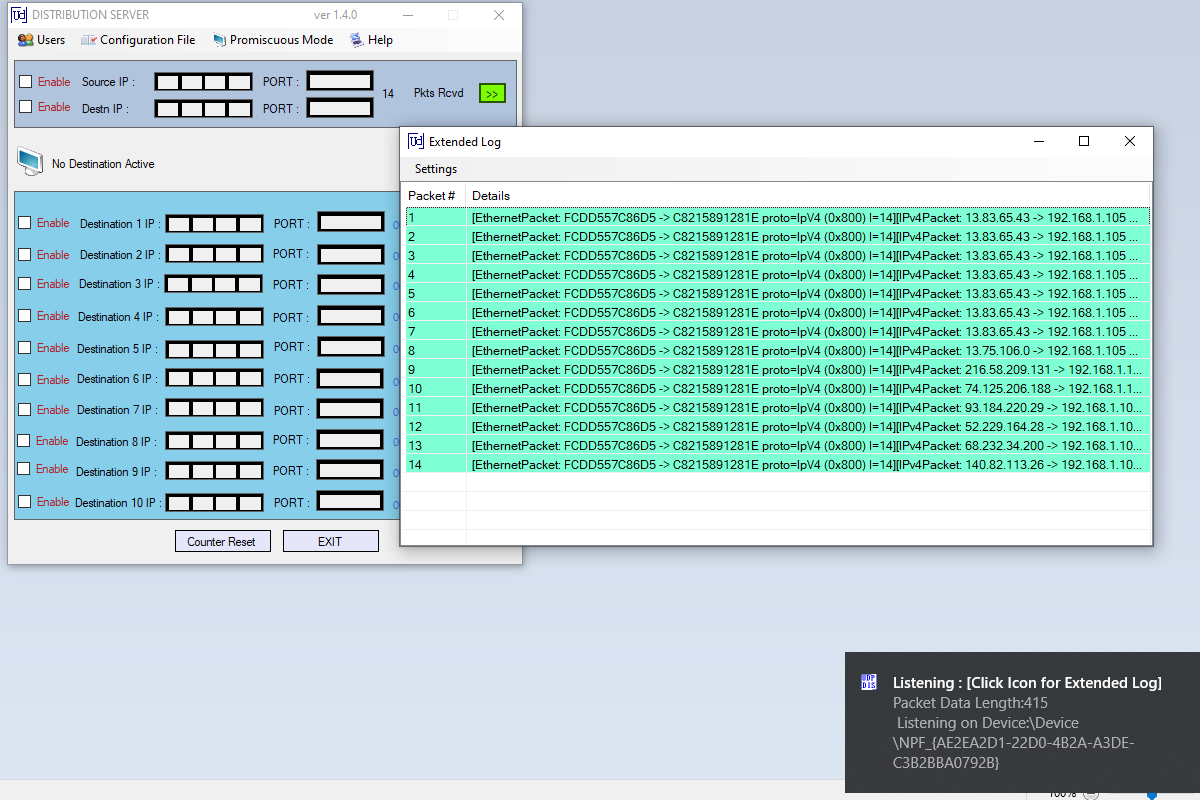 DISTRIBUTION SERVER ver 1.4.0
Users Configuration File Promiscuous Mode Help
Enable Source IP : PORT :
14 Pkts Rcvd >>
Enable Destn IP : PORT :
No Destination Active
Enable Destination 1 IP : PORT :
Enable Destination 2 IP : PORT :
Enable Destination 3 IP : PORT :
Enable Destination 4 IP : PORT :
Enable Destination 5 IP : PORT :
Enable Destination 6 IP : PORT :
Enable Destination 7 IP : PORT :
Enable Destination 8 IP : PORT :
Enable Destination 9 IP : PORT :
Enable Destination 10 IP : PORT :
Counter Reset EXIT
Extended Log
Settings
Packet # Details
1 [EthernetPacket: FCDD557C86D5 -> C8215891281E proto=IpV4 (0x800) l=14][IPv4Packet: 13.83.65.43 -> 192.168.1.105 ...
2 [EthernetPacket: FCDD557C86D5 -> C8215891281E proto=IpV4 (0x800) l=14][IPv4Packet: 13.83.65.43 -> 192.168.1.105 ...
3 [EthernetPacket: FCDD557C86D5 -> C8215891281E proto=IpV4 (0x800) l=14][IPv4Packet: 13.83.65.43 -> 192.168.1.105 ...
4 [EthernetPacket: FCDD557C86D5 -> C8215891281E proto=IpV4 (0x800) l=14][IPv4Packet: 13.83.65.43 -> 192.168.1.105 ...
5 [EthernetPacket: FCDD557C86D5 -> C8215891281E proto=IpV4 (0x800) l=14][IPv4Packet: 13.83.65.43 -> 192.168.1.105 ...
6 [EthernetPacket: FCDD557C86D5 -> C8215891281E proto=IpV4 (0x800) l=14][IPv4Packet: 13.83.65.43 -> 192.168.1.105 ...
7 [EthernetPacket: FCDD557C86D5 -> C8215891281E proto=IpV4 (0x800) l=14][IPv4Packet: 13.83.65.43 -> 192.168.1.105 ...
8 [EthernetPacket: FCDD557C86D5 -> C8215891281E proto=IpV4 (0x800) l=14][IPv4Packet: 13.75.106.0 -> 192.168.1.105 ...
9 [EthernetPacket: FCDD557C86D5 -> C8215891281E proto=IpV4 (0x800) l=14][IPv4Packet: 216.58.209.131 -> 192.168.1.1...
10 [EthernetPacket: FCDD557C86D5 -> C8215891281E proto=IpV4 (0x800) l=14][IPv4Packet: 74.125.206.188 -> 192.168.1.1...
11 [EthernetPacket: FCDD557C86D5 -> C8215891281E proto=IpV4 (0x800) l=14][IPv4Packet: 93.184.220.29 -> 192.168.1.10...
12 [EthernetPacket: FCDD557C86D5 -> C8215891281E proto=IpV4 (0x800) l=14][IPv4Packet: 52.229.164.28 -> 192.168.1.10...
13 [EthernetPacket: FCDD557C86D5 -> C8215891281E proto=IpV4 (0x800) l=14][IPv4Packet: 68.232.34.200 -> 192.168.1.10...
14 [EthernetPacket: FCDD557C86D5 -> C8215891281E proto=IpV4 (0x800) l=14][IPv4Packet: 140.82.113.26 -> 192.168.1.10...
Listening : [Click Icon for Extended Log]
Packet Data Length:415
Listening on Device:\Device
\NPF_{AE2EA2D1-22D0-4B2A-A3DE-
C3B2BBA0792B}
100%